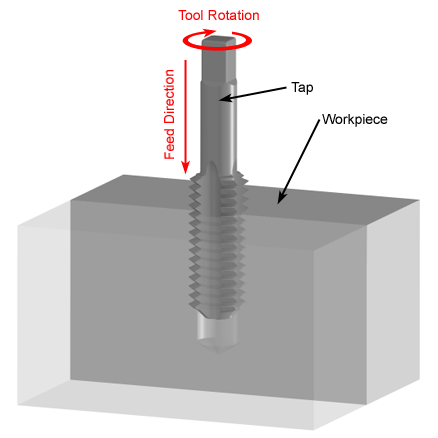 Tool Rotation
Feed Direction
Tap
Workpiece